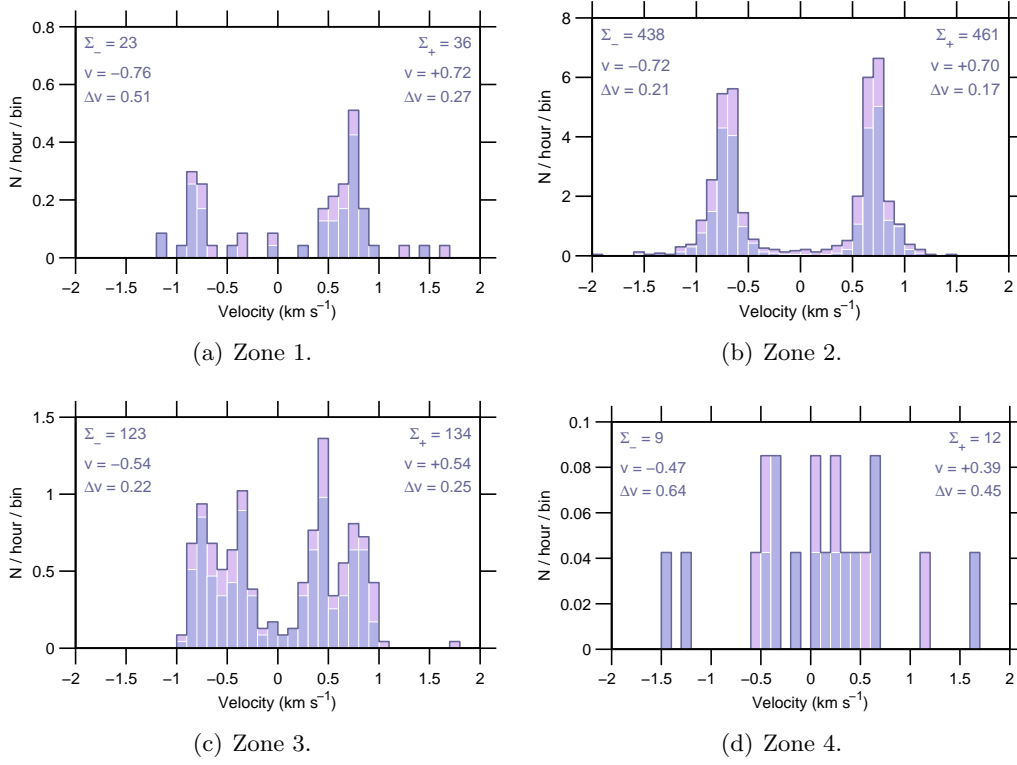 0.8
0.6
0.4
0.2
0
N / hour / bin
Σ_ = 23
v = −0.76
Δv = 0.51
Σ+ = 36
v = +0.72
Δv = 0.27
−2 −1.5 −1 −0.5 0 0.5 1 1.5 2
Velocity (km s⁻¹)
(a) Zone 1.
8
6
4
2
0
N / hour / bin
Σ_ = 438
v = −0.72
Δv = 0.21
Σ+ = 461
v = +0.70
Δv = 0.17
−2 −1.5 −1 −0.5 0 0.5 1 1.5 2
Velocity (km s⁻¹)
(b) Zone 2.
1.5
1
0.5
0
N / hour / bin
Σ_ = 123
v = −0.54
Δv = 0.22
Σ+ = 134
v = +0.54
Δv = 0.25
−2 −1.5 −1 −0.5 0 0.5 1 1.5 2
Velocity (km s⁻¹)
(c) Zone 3.
0.1
0.08
0.06
0.04
0.02
0
N / hour / bin
Σ_ = 9
v = −0.47
Δv = 0.64
Σ+ = 12
v = +0.39
Δv = 0.45
−2 −1.5 −1 −0.5 0 0.5 1 1.5 2
Velocity (km s⁻¹)
(d) Zone 4.